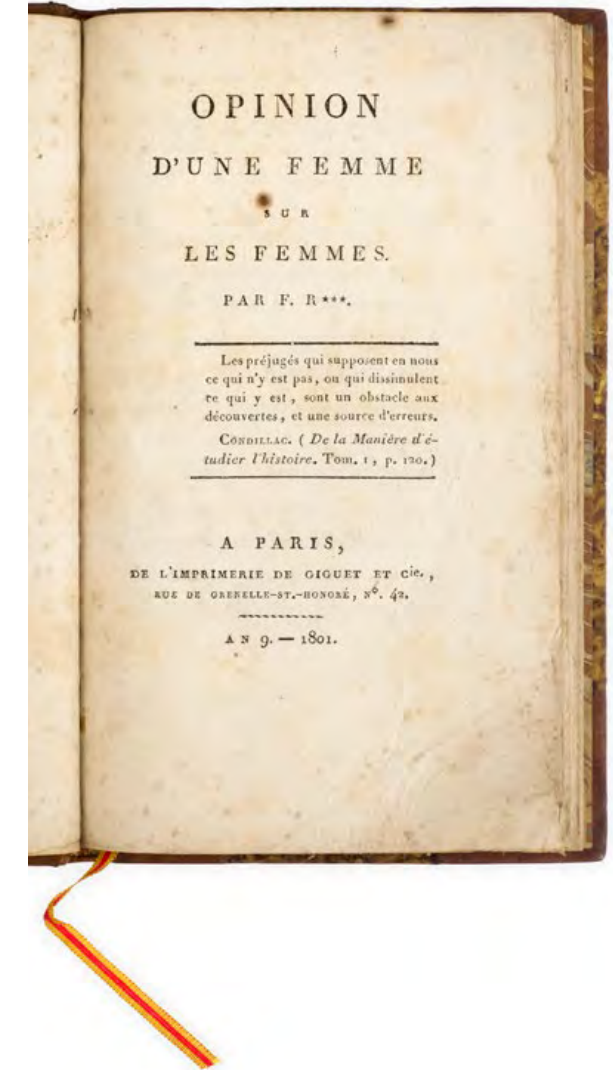 OPINION
D'UNE FEMME
SUR
LES FEMMES.
PAR F. R***.
Les préjugés qui supposent en nous
ce qui n'y est pas, ou qui dissimulent
ce qui y est, sont un obstacle aux
découvertes, et une source d'erreurs.
CONDILLAC. (De la Manière d'é-
tudier l'histoire. Tom. 1, p. 120.)
A PARIS,
DE L'IMPRIMERIE DE GIGUET ET Cie.,
RUE DE GRENELLE-ST.-HONORÉ, No. 42.
AN 9. — 1801.